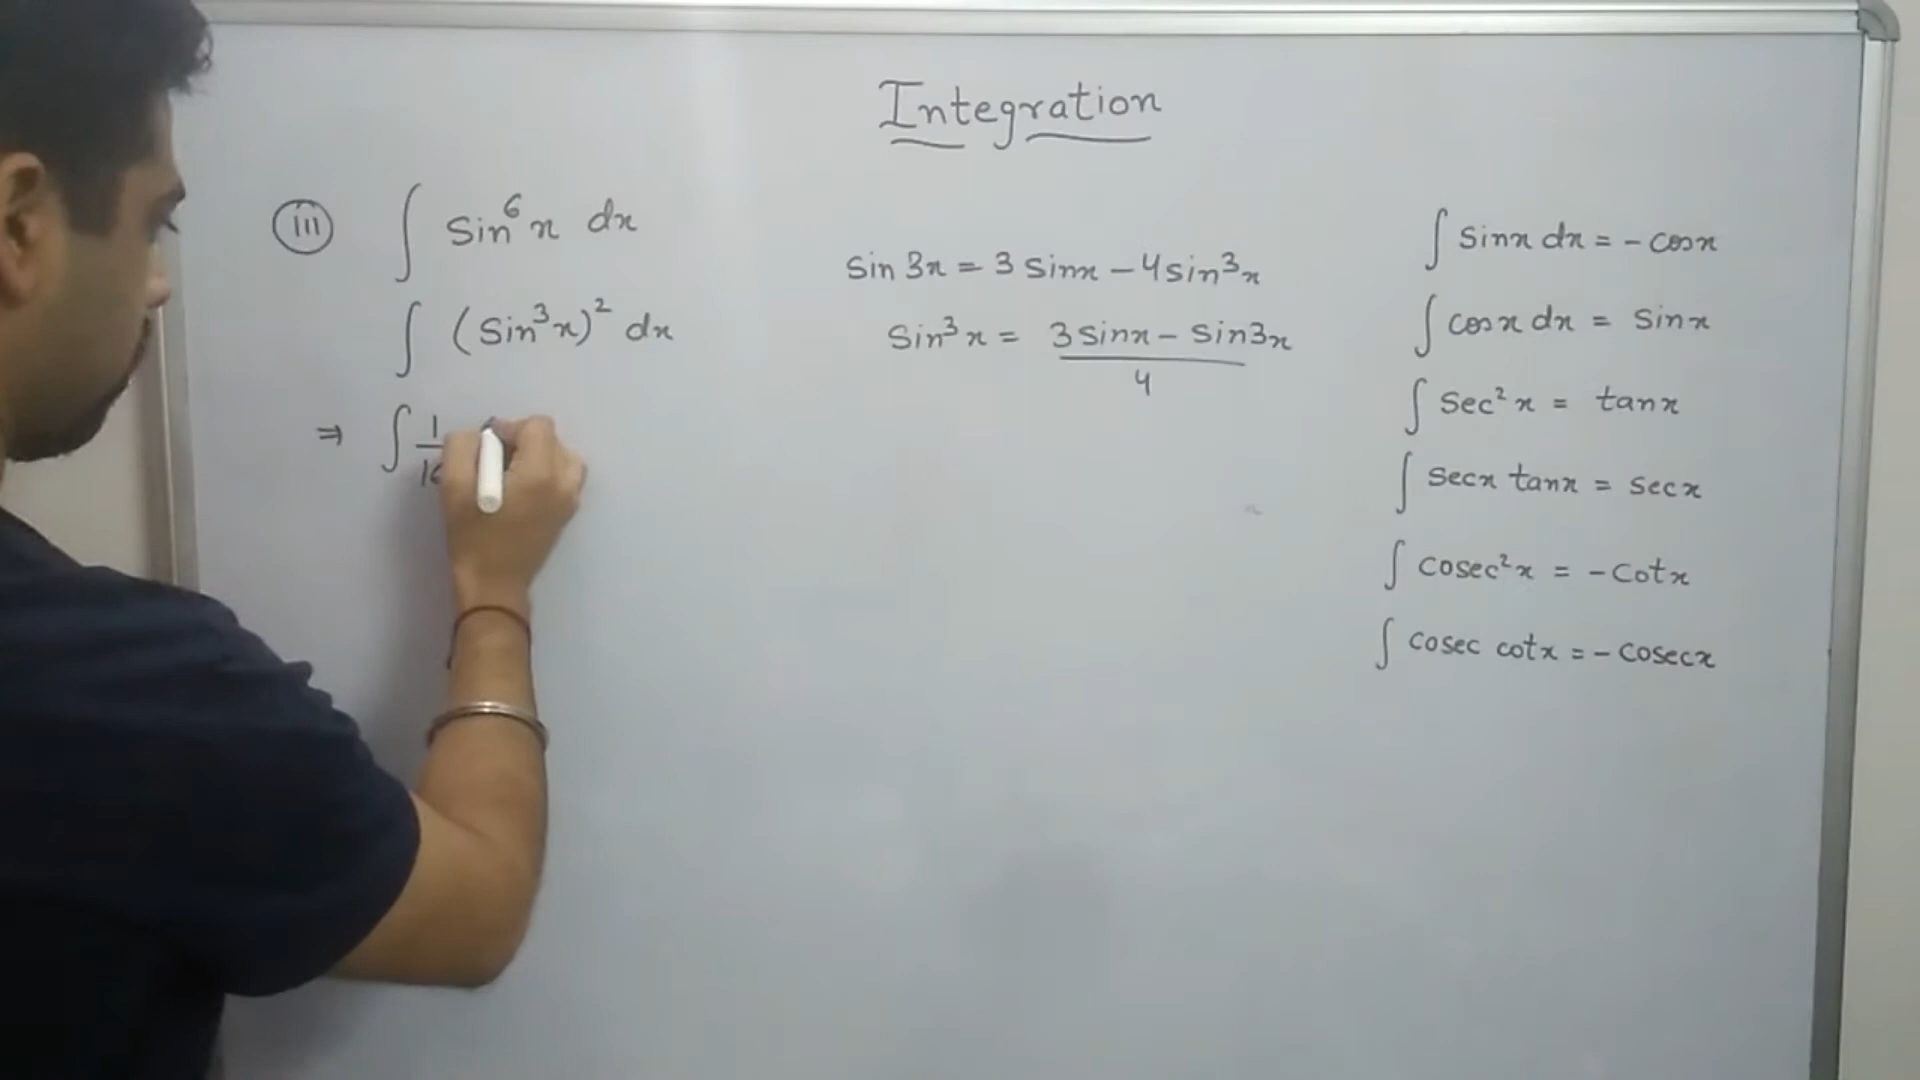 Integration
(iii) ∫ Sin⁶x dx
∫ (Sin³x)² dx
⇒ ∫ 1/16
Sin 3x = 3 Sinx – 4sin³x
Sin³x = 3 Sinx – Sin3x / 4
∫ Sinx dx = - cosx
∫ cosx dx = Sinx
∫ Sec²x = tanx
∫ Secx tanx = Secx
∫ Cosec²x = -Cotx
∫ Cosec cotx = - Cosecx